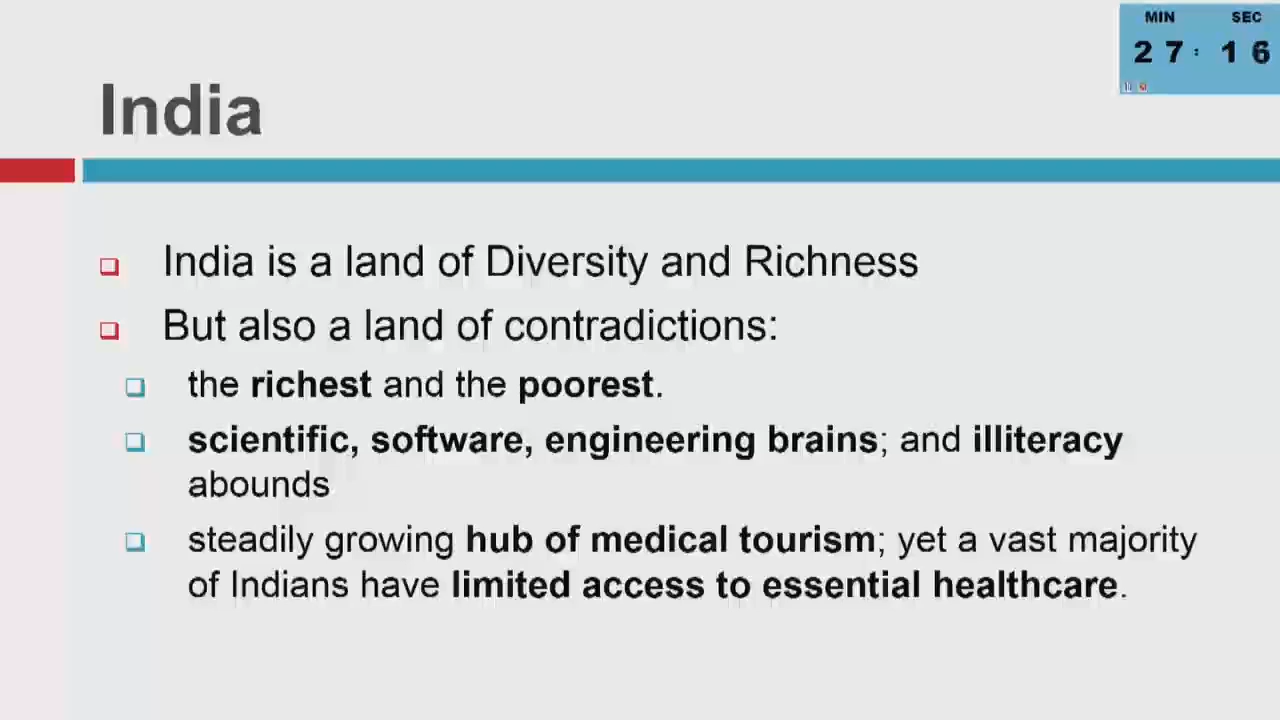 MIN SEC
27:16
India
India is a land of Diversity and Richness
But also a land of contradictions:
the richest and the poorest.
scientific, software, engineering brains; and illiteracy
abounds
steadily growing hub of medical tourism; yet a vast majority
of Indians have limited access to essential healthcare.